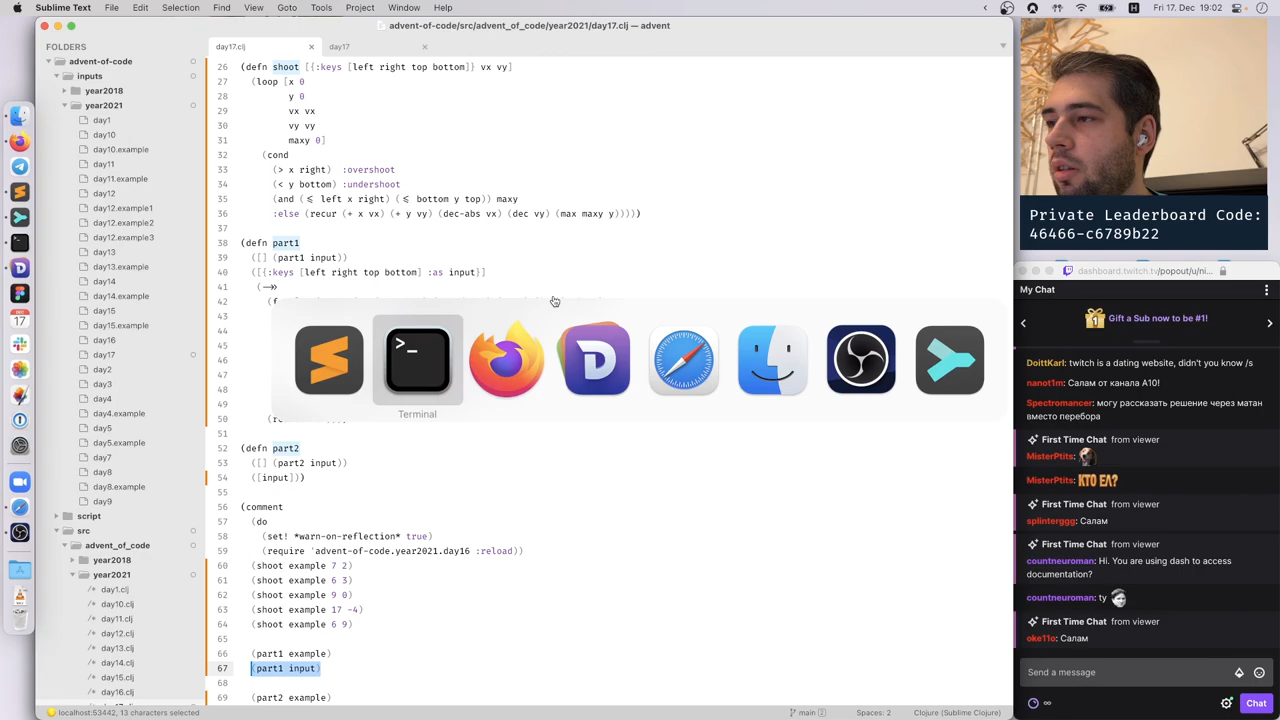 Sublime Text File Edit Selection Find View Goto Tools Project Window Help
Fri 17. Dec 19:02
advent-of-code/src/advent_of_code/year2021/day17.clj — advent
FOLDERS
advent-of-code
inputs
year2018
year2021
day1
day10
day10.example
day11
day11.example
day12
day12.example1
day12.example2
day12.example3
day13
day13.example
day14
day14.example
day15
day15.example
day16
day17
day2
day3
day4
day4.example
day5
day5.example
day7
day8
day8.example
day9
script
src
advent_of_code
year2018
year2021
day1.clj
day10.clj
day11.clj
day12.clj
day13.clj
day14.clj
day15.clj
day16.clj
day17.clj
day17
26 (defn shoot [{:keys [left right top bottom]} vx vy]
27 (loop [x 0
28 y 0
29 vx vx
30 vy vy
31 maxy 0]
32 (cond
33 (> x right) :overshoot
34 (< y bottom) :undershoot
35 (and (<= left x right) (<= bottom y top)) maxy
36 :else (recur (+ x vx) (+ y vy) (dec-abs vx) (dec vy) (max maxy y)))))
37
38 (defn part1
39 ([] (part1 input))
40 ([{:keys [left right top bottom] :as input}]
41 (->>
42
43
44
45
46
47
48
49
50
51
52 (defn part2
53 ([] (part2 input))
54 ([input]))
55
56 (comment
57 (do
58 (set! *warn-on-reflection* true)
59 (require 'advent-of-code.year2021.day16 :reload))
60 (shoot example 7 2)
61 (shoot example 6 3)
62 (shoot example 9 0)
63 (shoot example 17 -4)
64 (shoot example 6 9)
65
66 (part1 example)
67 (part1 input)
68
69 (part2 example)
Terminal
localhost:53442, 13 characters selected
main 2
Spaces: 2
Clojure (Sublime Clojure)
Private Leaderboard Code:
46466-c6789b22
dashboard.twitch.tv/popout/u/ni...
My Chat
Gift a Sub now to be #1!
DoittKarl: twitch is a dating website, didn't you know /s
nanot1m: Салам от канала А10!
Spectromancer: могу рассказать решение через матан
вместо перебора
First Time Chat from viewer
MisterPtits:
MisterPtits: КТО ЕЛ?
First Time Chat from viewer
splinterggg: Салам
First Time Chat from viewer
countneuroman: Hi. You are using dash to access
documentation?
countneuroman: ty
First Time Chat from viewer
oke11o: Салам
Send a message
Chat